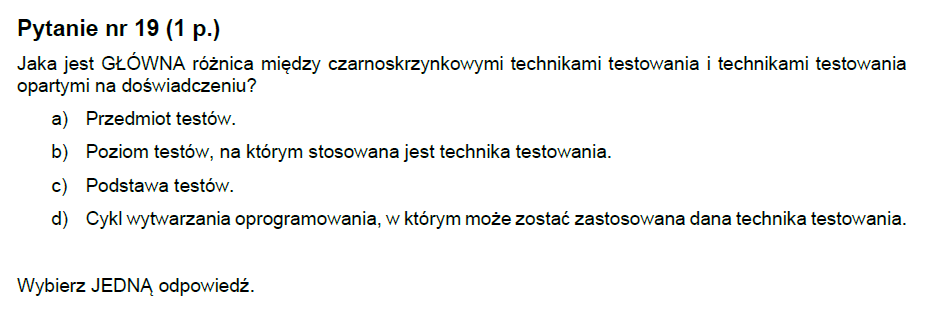 Pytanie nr 19 (1 p.)
Jaka jest GŁÓWNA różnica między czarnoskrzynkowymi technikami testowania i technikami testowania
opartymi na doświadczeniu?
a) Przedmiot testów.
b) Poziom testów, na którym stosowana jest technika testowania.
c) Podstawa testów.
d) Cykl wytwarzania oprogramowania, w którym może zostać zastosowana dana technika testowania.
Wybierz JEDNĄ odpowiedź.